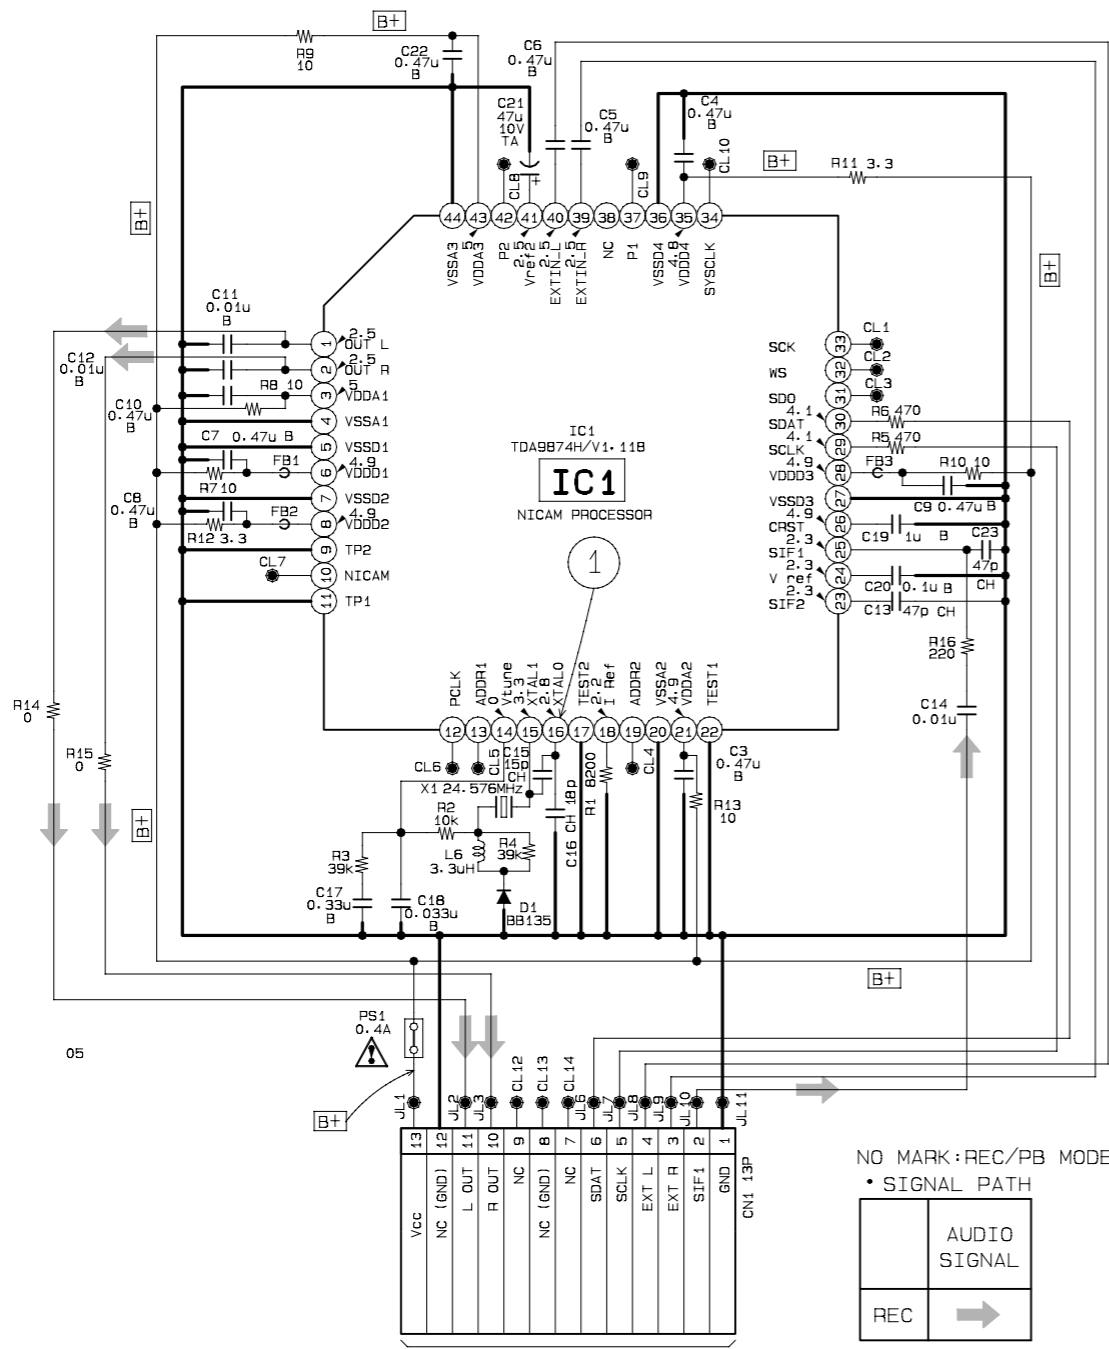 B+
R9
10
C22
0.47u
B
C6
0.47u
B
C21
47u
10V
TA
C5
0.47u
B
C4
0.47u
B
CL8
CL9
CL10
B+
R11 3.3
B+
B+
44
43
42
41
40
39
38
37
36
35
34
VSSA3
5
VDDA3
P2
2.5
Vref2
2.5
EXTIN_L
2.5
EXTIN_R
NC
P1
VSSD4
4.8
VDDD4
SYSCLK
C11
0.01u
B
C12
0.01u
B
R8 10
C10
0.47u
B
C7 0.47u B
FB1
R7 10
C8
0.47u
B
FB2
R12 3.3
CL7
1
2.5
OUT L
2
2.5
OUT R
3
5
VDDA1
4
VSSA1
5
VSSD1
6
4.9
VDDD1
7
VSSD2
8
4.9
VDDD2
9
TP2
10
NICAM
11
TP1
IC1
TDA9874H/V1.118
IC1
NICAM PROCESSOR
1
SCK
33
CL1
WS
32
CL2
SDO
31
CL3
4.1
SDAT
30
R6 470
4.1
SCLK
29
R5 470
4.9
VDDD3
28
FB3
R10 10
VSSD3
27
C9 0.47u B
4.9
CRST
26
C19 1u B
2.3
SIF1
25
C23
47p
CH
2.3
V ref
24
C20 0.1u B
2.3
SIF2
23
C13 47p CH
R16
220
C14
0.01u
PCLK
ADDR1
0
Vtune
3.3
XTAL1
2.8
XTAL0
TEST2
2.2
I Ref
ADDR2
VSSA2
4.9
VDDA2
TEST1
12
13
14
15
16
17
18
19
20
21
22
R14
0
R15
0
B+
CL6
CL5
C15
15p
CH
X1 24.576MHz
C16 CH 18p
R1 8200
CL4
C3
0.47u
B
R13
10
R2
10k
R3
39k
L6
3.3uH
R4
39k
C17
0.33u
B
C18
0.033u
B
D1
BB135
B+
05
PS1
0.4A
B+
JL1
JL2
JL3
CL12
CL13
CL14
JL6
JL7
JL8
JL9
JL10
JL11
13
12
11
10
9
8
7
6
5
4
3
2
1
Vcc
NC (GND)
L OUT
R OUT
NC
NC (GND)
NC
SDAT
SCLK
EXT L
EXT R
SIF1
GND
CN1 13P
NO MARK:REC/PB MODE
• SIGNAL PATH
AUDIO
SIGNAL
REC